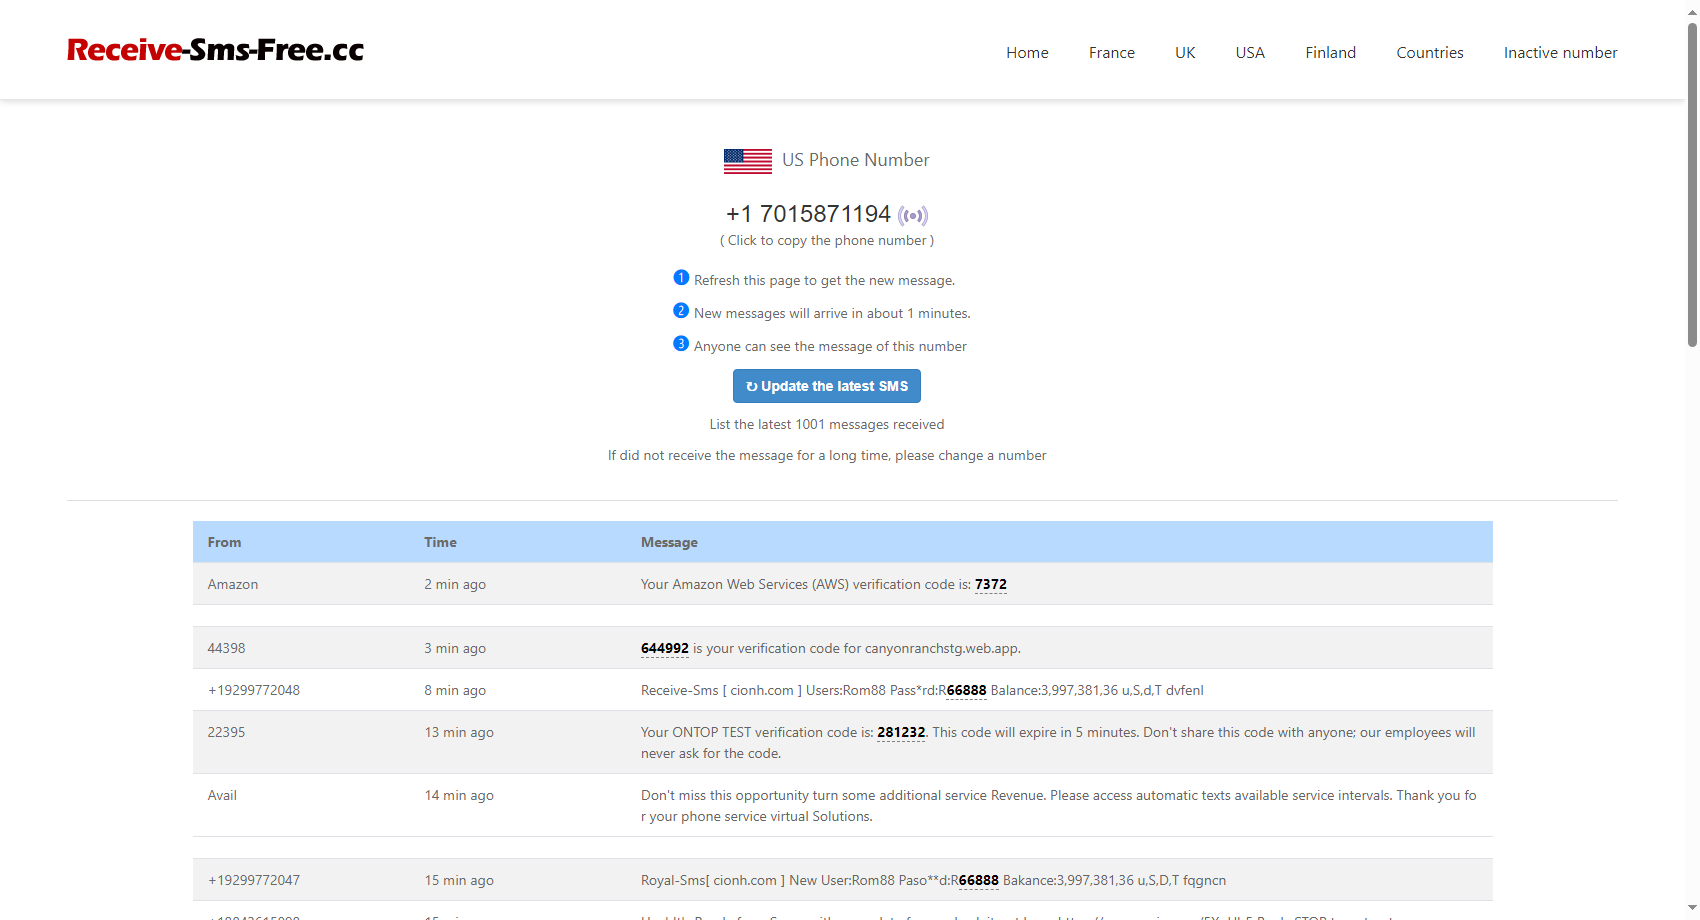 Receive-Sms-Free.cc
Home France UK USA Finland Countries Inactive number
US Phone Number
+1 7015871194
( Click to copy the phone number )
1 Refresh this page to get the new message.
2 New messages will arrive in about 1 minutes.
3 Anyone can see the message of this number
↻ Update the latest SMS
List the latest 1001 messages received
If did not receive the message for a long time, please change a number
From Time Message
Amazon 2 min ago Your Amazon Web Services (AWS) verification code is: 7372
44398 3 min ago 644992 is your verification code for canyonranchstg.web.app.
+19299772048 8 min ago Receive-Sms [ cionh.com ] Users:Rom88 Pass*rd:R66888 Balance:3,997,381,36 u,S,d,T dvfenl
22395 13 min ago Your ONTOP TEST verification code is: 281232. This code will expire in 5 minutes. Don't share this code with anyone; our employees will
never ask for the code.
Avail 14 min ago Don't miss this opportunity turn some additional service Revenue. Please access automatic texts available service intervals. Thank you fo
r your phone service virtual Solutions.
+19299772047 15 min ago Royal-Sms[ cionh.com ] New User:Rom88 Paso**d:R66888 Bakance:3,997,381,36 u,S,D,T fqgncn